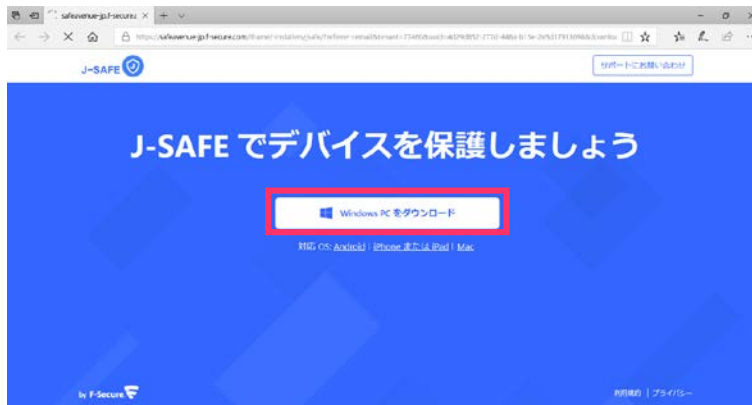 safeavenue-jp.f-secure
J-SAFE
サポートにお問い合わせ
J-SAFE でデバイスを保護しましょう
Windows PC をダウンロード
対応 OS: Android | iPhone または iPad | Mac
by F-Secure
利用規約 | プライバシー